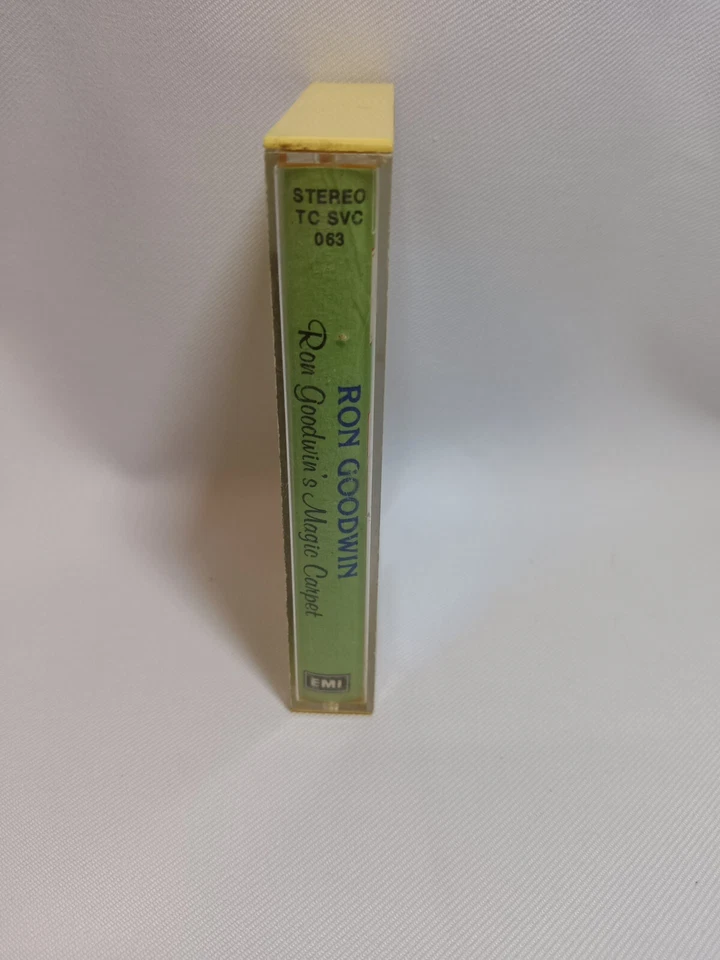 STEREO
TC SVC
063
RON GOODWIN
Ron Goodwin's Magic Carpet
EMI